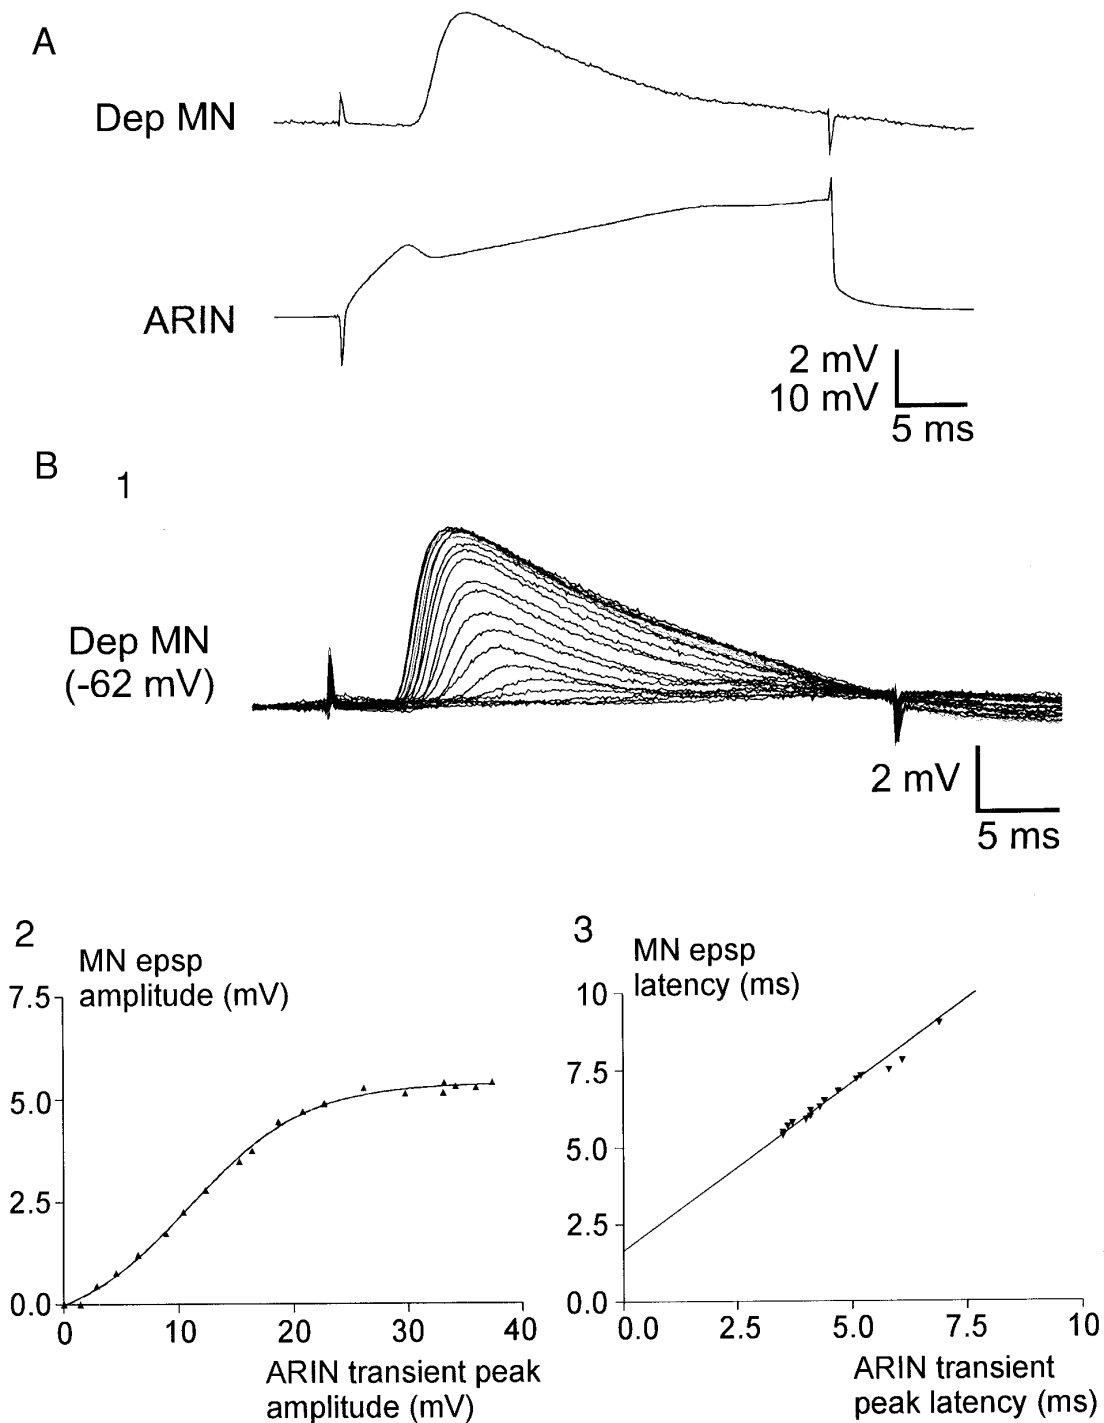 A
Dep MN
ARIN
2 mV
10 mV
5 ms
B 1
Dep MN
(-62 mV)
2 mV
5 ms
2
MN epsp
amplitude (mV)
7.5
5.0
2.5
0.0
0 10 20 30 40
ARIN transient peak
amplitude (mV)
3
MN epsp
latency (ms)
10
7.5
5.0
2.5
0.0
0.0 2.5 5.0 7.5 10
ARIN transient
peak latency (ms)